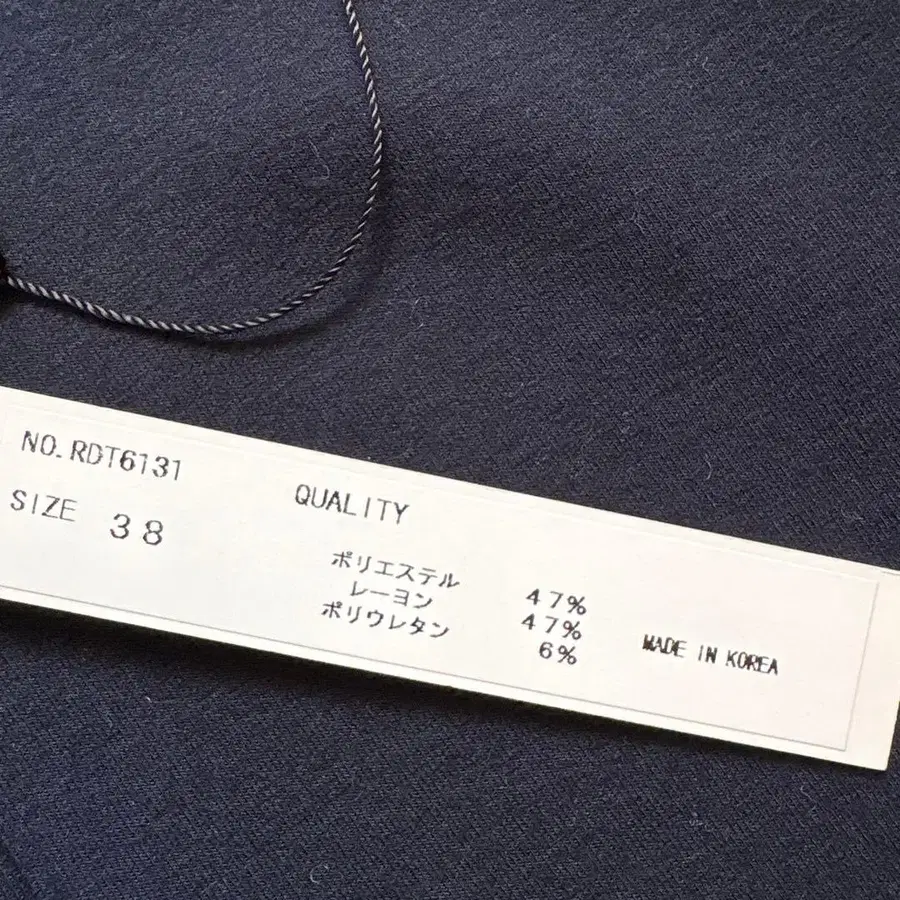 NO. RDT6131
SIZE 38
QUALITY
ポリエステル 47%
レーヨン 47%
ポリウレタン 6%
MADE IN KOREA